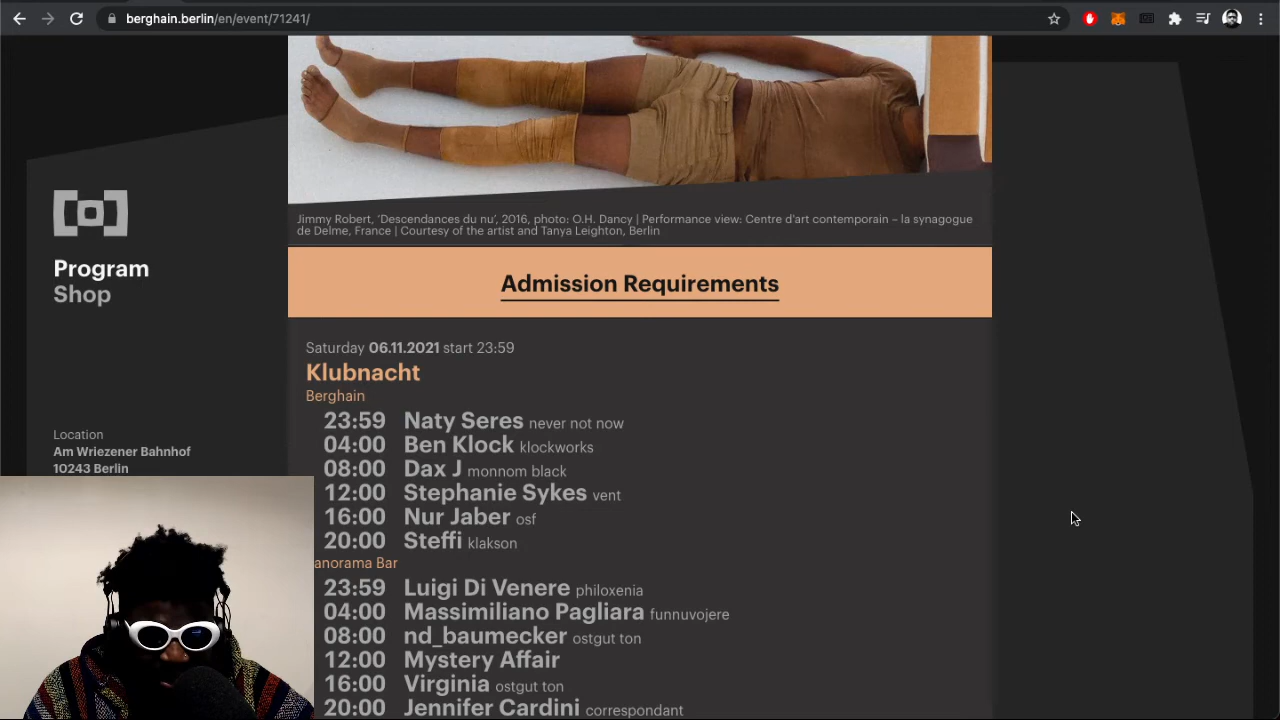 berghain.berlin/en/event/71241/
Jimmy Robert, ‘Descendances du nu’, 2016, photo: O.H. Dancy | Performance view: Centre d'art contemporain – la synagogue
de Delme, France | Courtesy of the artist and Tanya Leighton, Berlin
Program
Shop
Admission Requirements
Saturday 06.11.2021 start 23:59
Klubnacht
Berghain
23:59 Naty Seres never not now
04:00 Ben Klock klockworks
08:00 Dax J monnom black
12:00 Stephanie Sykes vent
16:00 Nur Jaber osf
20:00 Steffi klakson
anorama Bar
23:59 Luigi Di Venere philoxenia
04:00 Massimiliano Pagliara funnuvojere
08:00 nd_baumecker ostgut ton
12:00 Mystery Affair
16:00 Virginia ostgut ton
20:00 Jennifer Cardini correspondant
Location
Am Wriezener Bahnhof
10243 Berlin